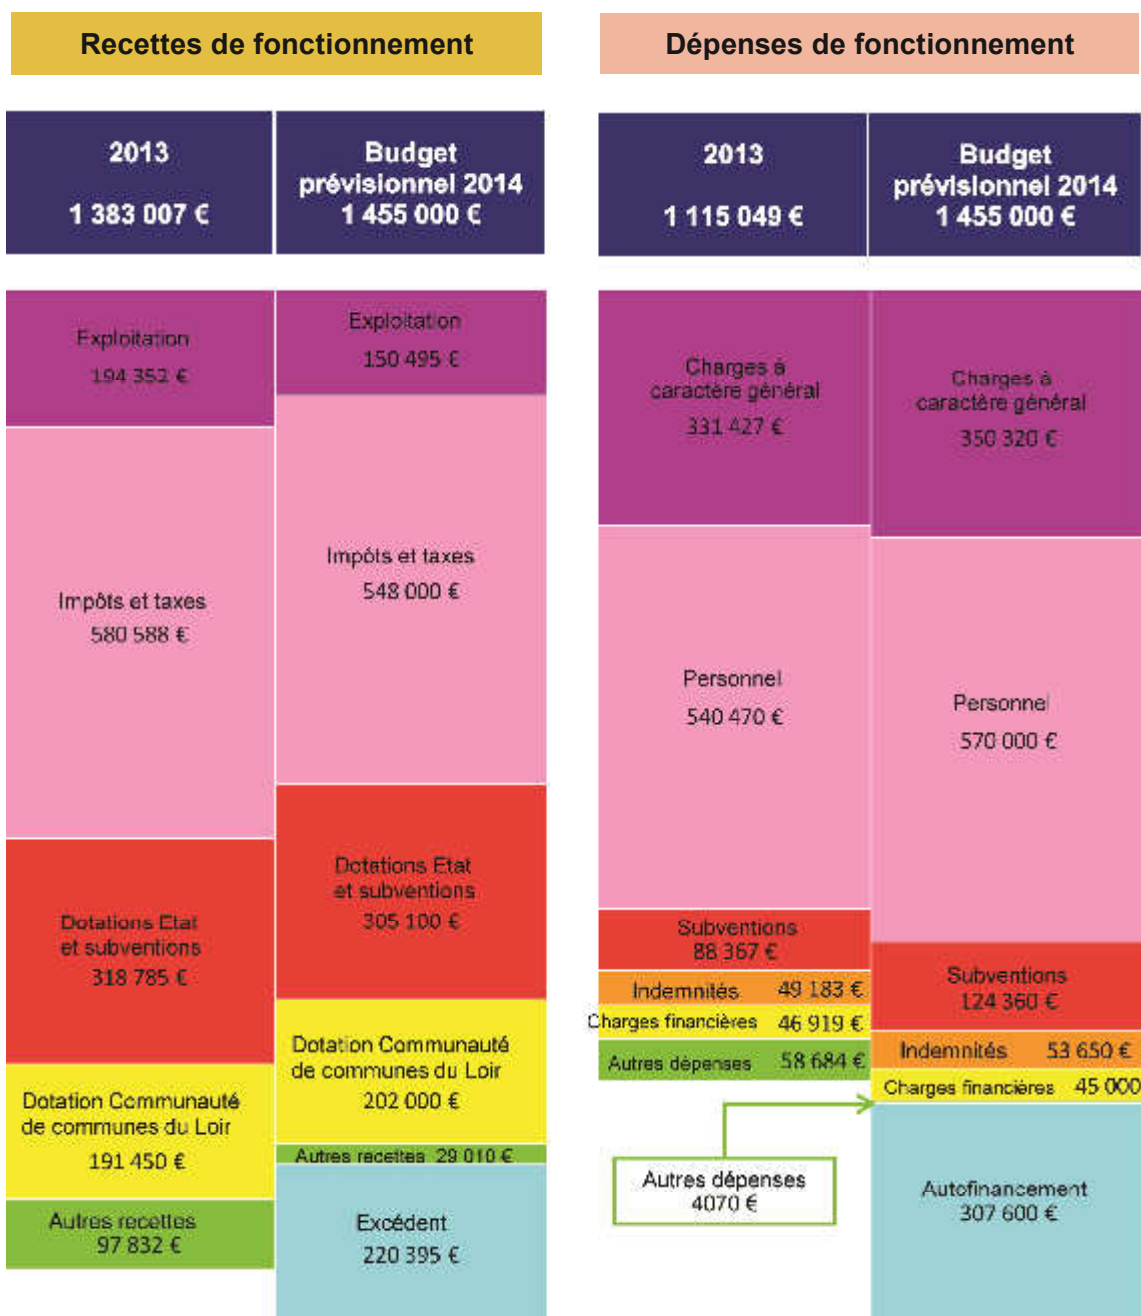 Recettes de fonctionnement
2013
1 383 007 €
Budget
prévisionnel 2014
1 455 000 €
Exploitation
194 352 €
Impôts et taxes
580 588 €
Dotations Etat
et subventions
318 785 €
Dotation Communauté
de communes du Loir
191 450 €
Autres recettes
97 832 €
Exploitation
150 495 €
Impôts et taxes
548 000 €
Dotations Etat
et subventions
305 100 €
Dotation Communauté
de communes du Loir
202 000 €
Autres recettes 29 010 €
Excédent
220 395 €
Dépenses de fonctionnement
2013
1 115 049 €
Budget
prévisionnel 2014
1 455 000 €
Charges à
caractère général
331 427 €
Personnel
540 470 €
Subventions
88 367 €
Indemnités 49 183 €
Charges financières 46 919 €
Autres dépenses 58 684 €
Autres dépenses
4070 €
Charges à
caractère général
350 320 €
Personnel
570 000 €
Subventions
124 360 €
Indemnités 53 650 €
Charges financières 45 000
Autofinancement
307 600 €